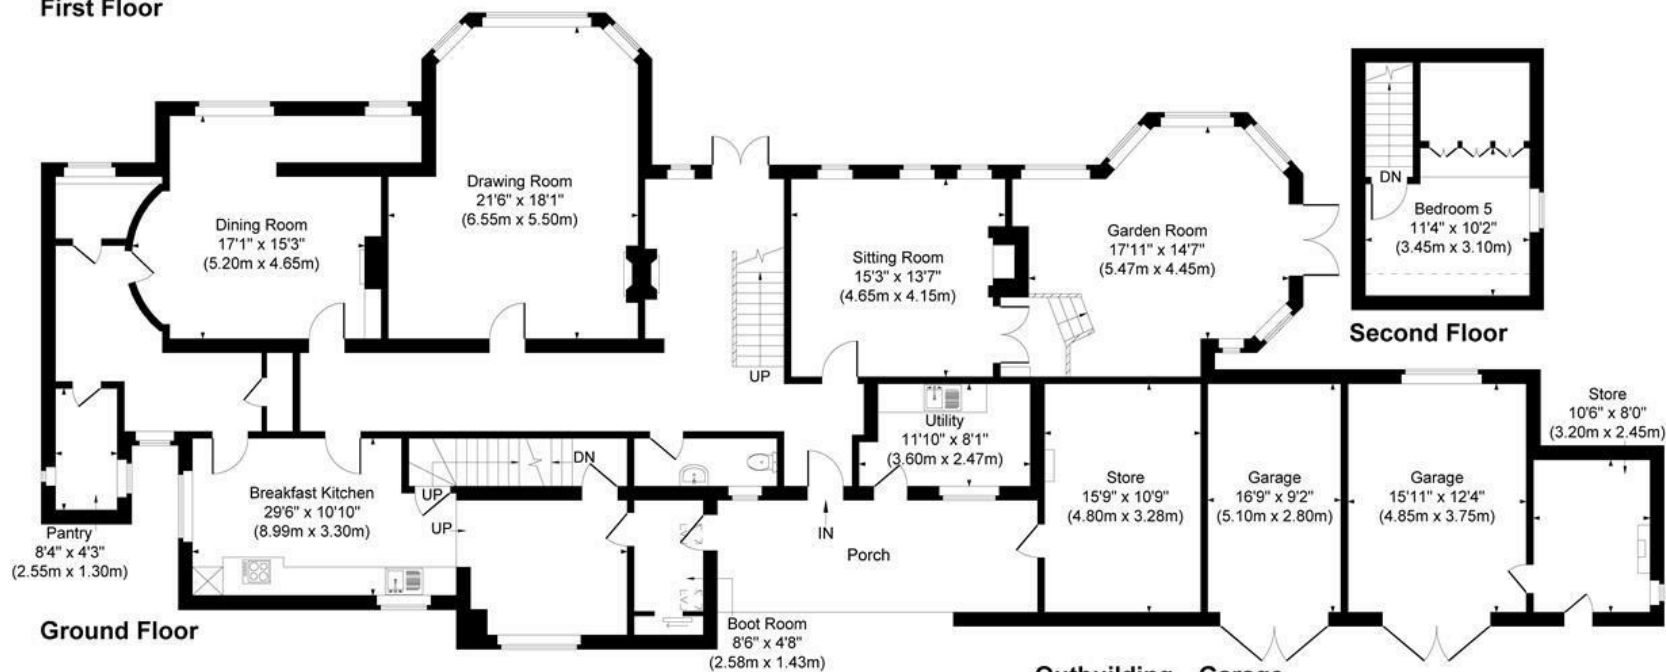 First Floor
Drawing Room
21'6" x 18'1"
(6.55m x 5.50m)
Dining Room
17'1" x 15'3"
(5.20m x 4.65m)
Sitting Room
15'3" x 13'7"
(4.65m x 4.15m)
Garden Room
17'11" x 14'7"
(5.47m x 4.45m)
DN
Bedroom 5
11'4" x 10'2"
(3.45m x 3.10m)
Second Floor
UP
Utility
11'10" x 8'1"
(3.60m x 2.47m)
Store
10'6" x 8'0"
(3.20m x 2.45m)
DN
UP
UP
Breakfast Kitchen
29'6" x 10'10"
(8.99m x 3.30m)
Store
15'9" x 10'9"
(4.80m x 3.28m)
Garage
16'9" x 9'2"
(5.10m x 2.80m)
Garage
15'11" x 12'4"
(4.85m x 3.75m)
IN
Porch
Pantry
8'4" x 4'3"
(2.55m x 1.30m)
Ground Floor
Boot Room
8'6" x 4'8"
(2.58m x 1.43m)
Outbuilding - Garage